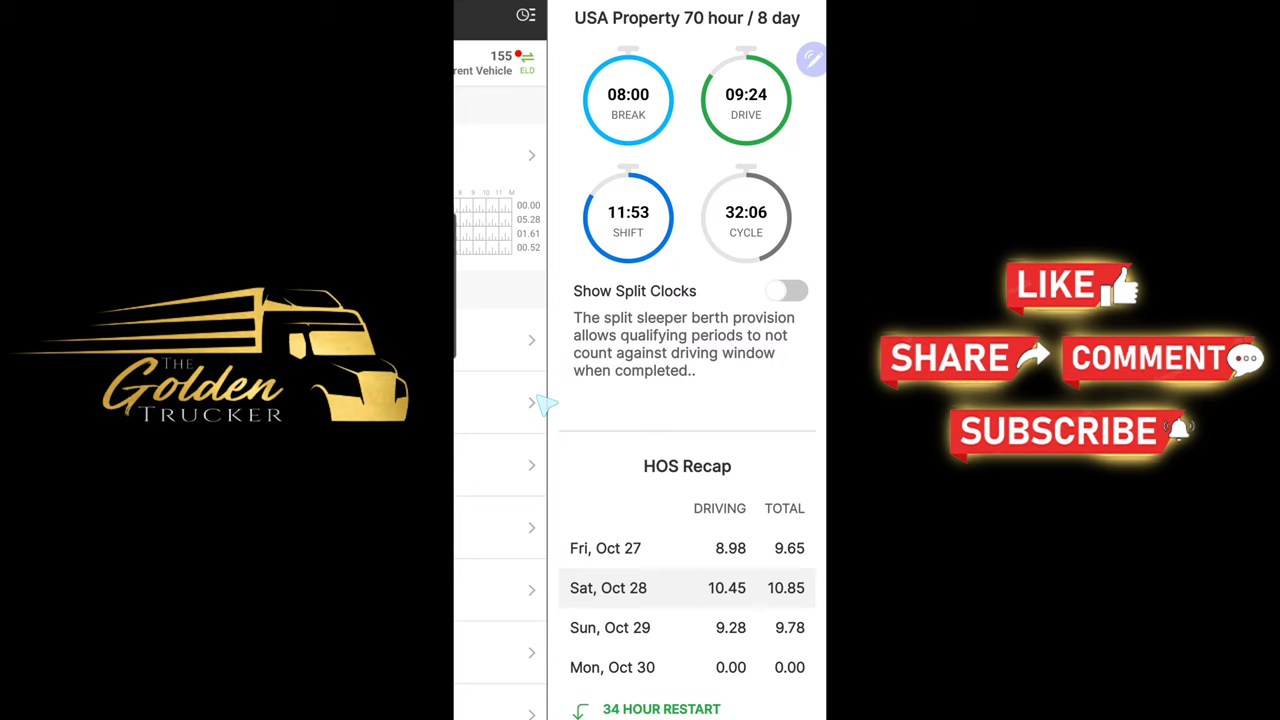 THE
Golden
TRUCKER
155
rent Vehicle
ELD
8 9 10 11 M
00.00
05.28
01.61
00.52
USA Property 70 hour / 8 day
08:00
BREAK
09:24
DRIVE
11:53
SHIFT
32:06
CYCLE
Show Split Clocks
The split sleeper berth provision
allows qualifying periods to not
count against driving window
when completed..
HOS Recap
DRIVING TOTAL
Fri, Oct 27 8.98 9.65
Sat, Oct 28 10.45 10.85
Sun, Oct 29 9.28 9.78
Mon, Oct 30 0.00 0.00
34 HOUR RESTART
LIKE
SHARE
COMMENT
SUBSCRIBE